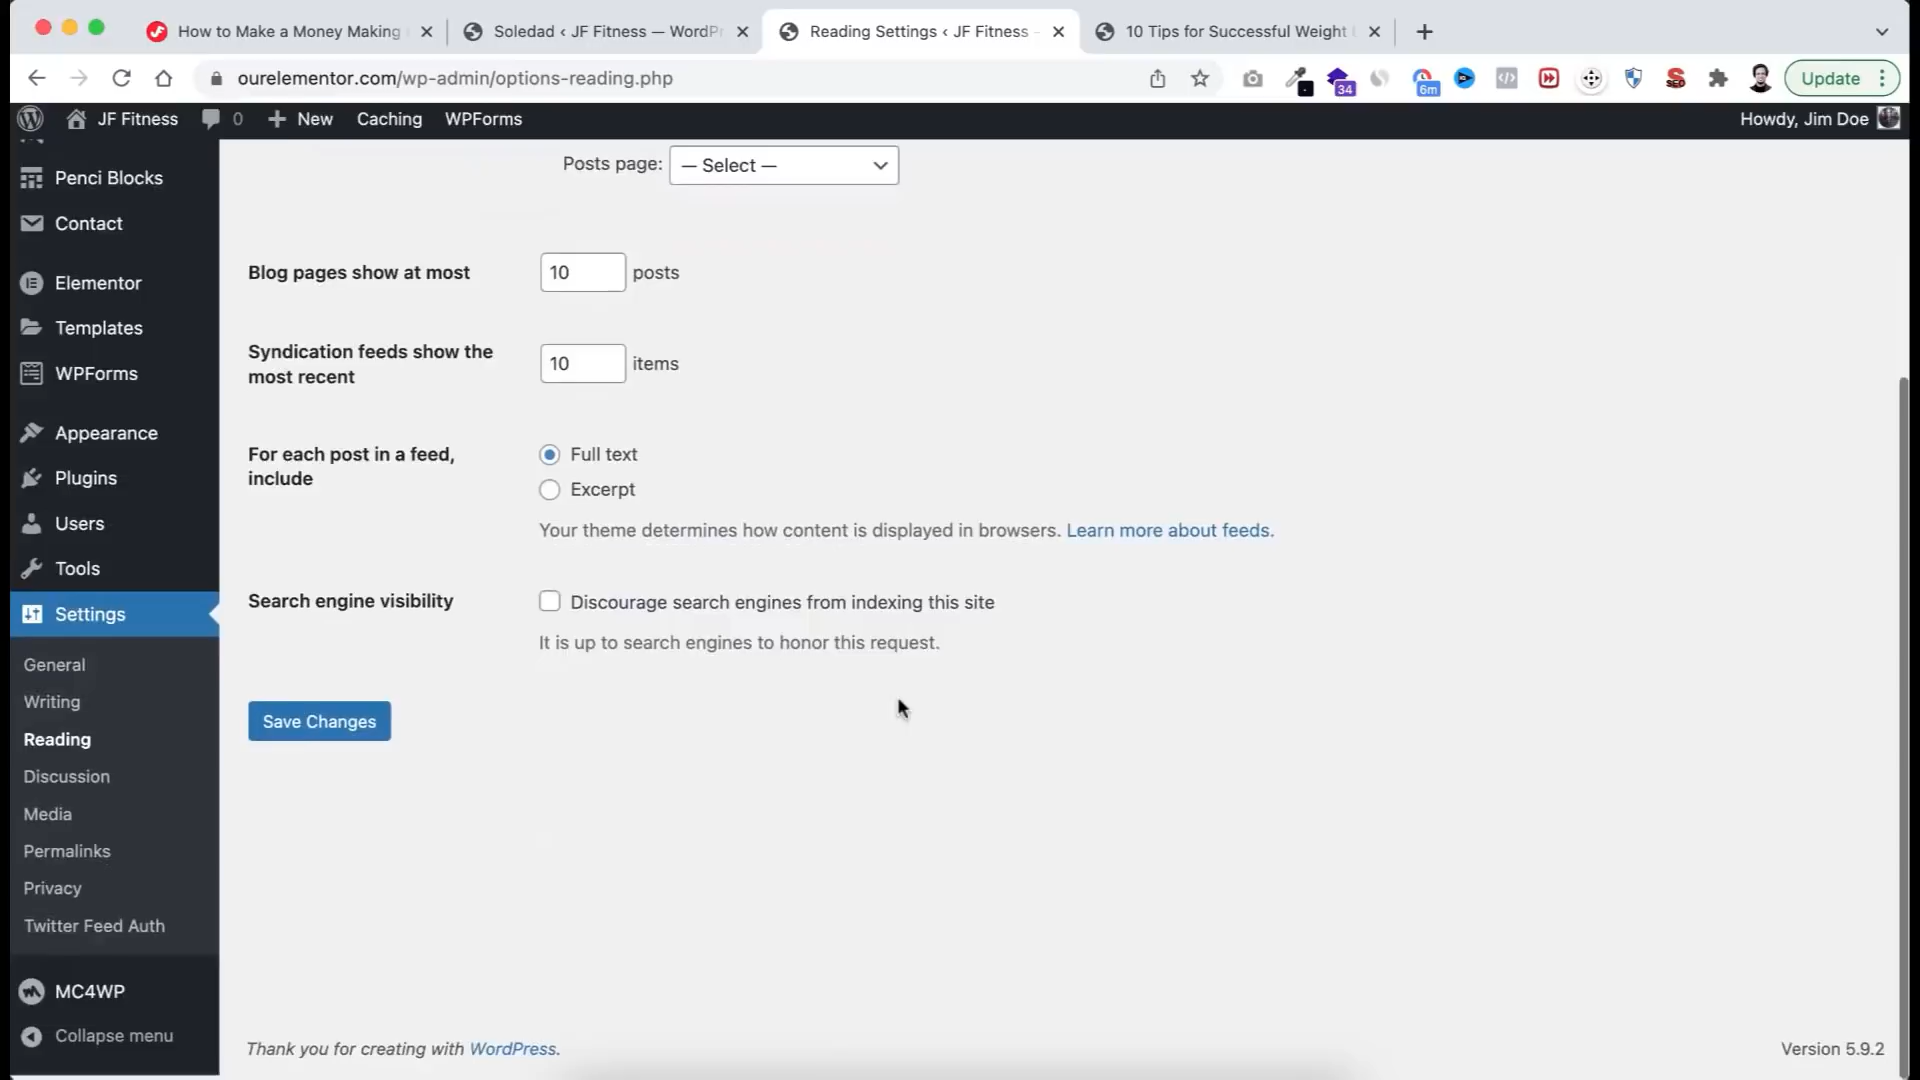 How to Make a Money Making
Soledad ‹ JF Fitness — WordPr
Reading Settings ‹ JF Fitness -
10 Tips for Successful Weight
ourelementor.com/wp-admin/options-reading.php
34
6m
SEO
Update
JF Fitness
0
New
Caching
WPForms
Howdy, Jim Doe
Penci Blocks
Contact
Elementor
Templates
WPForms
Appearance
Plugins
Users
Tools
Settings
General
Writing
Reading
Discussion
Media
Permalinks
Privacy
Twitter Feed Auth
MC4WP
Collapse menu
Posts page: — Select —
Blog pages show at most 10 posts
Syndication feeds show the
most recent
10 items
For each post in a feed,
include
Full text
Excerpt
Your theme determines how content is displayed in browsers. Learn more about feeds.
Search engine visibility
Discourage search engines from indexing this site
It is up to search engines to honor this request.
Save Changes
Thank you for creating with WordPress.
Version 5.9.2